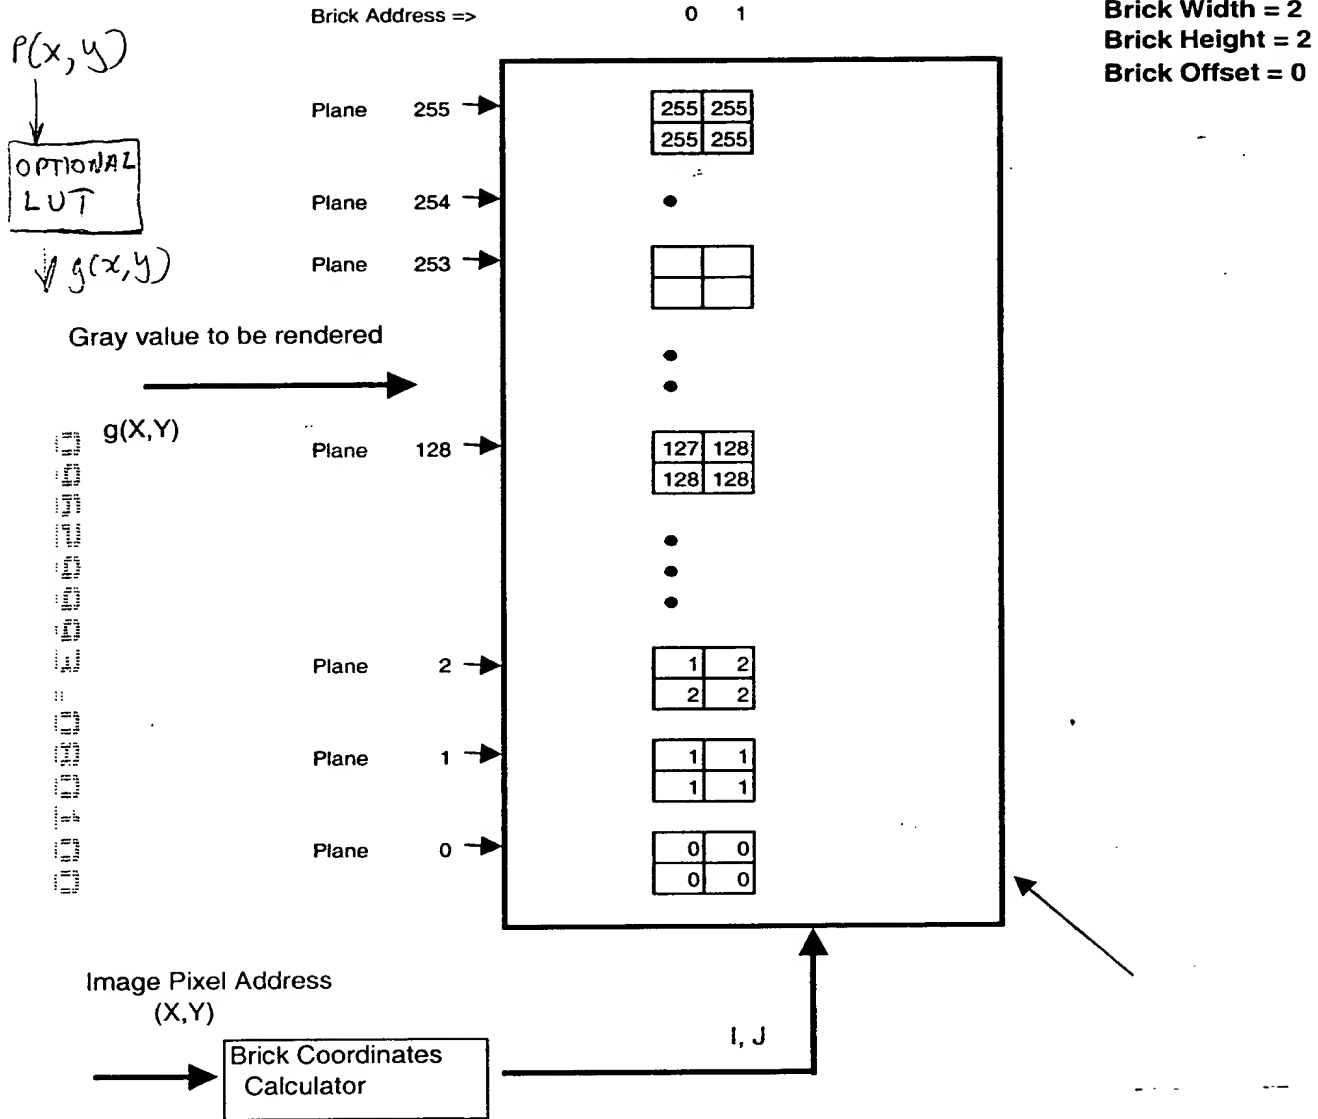 Brick Address => 0 1
Brick Width = 2
Brick Height = 2
Brick Offset = 0
P(x,y)
OPTIONAL
LUT
g(x,y)
Plane 255
255 255
255 255
Plane 254
Plane 253
Gray value to be rendered
g(X,Y)
Plane 128
127 128
128 128
Plane 2
1 2
2 2
Plane 1
1 1
1 1
Plane 0
0 0
0 0
Image Pixel Address
(X,Y)
I, J
Brick Coordinates
Calculator